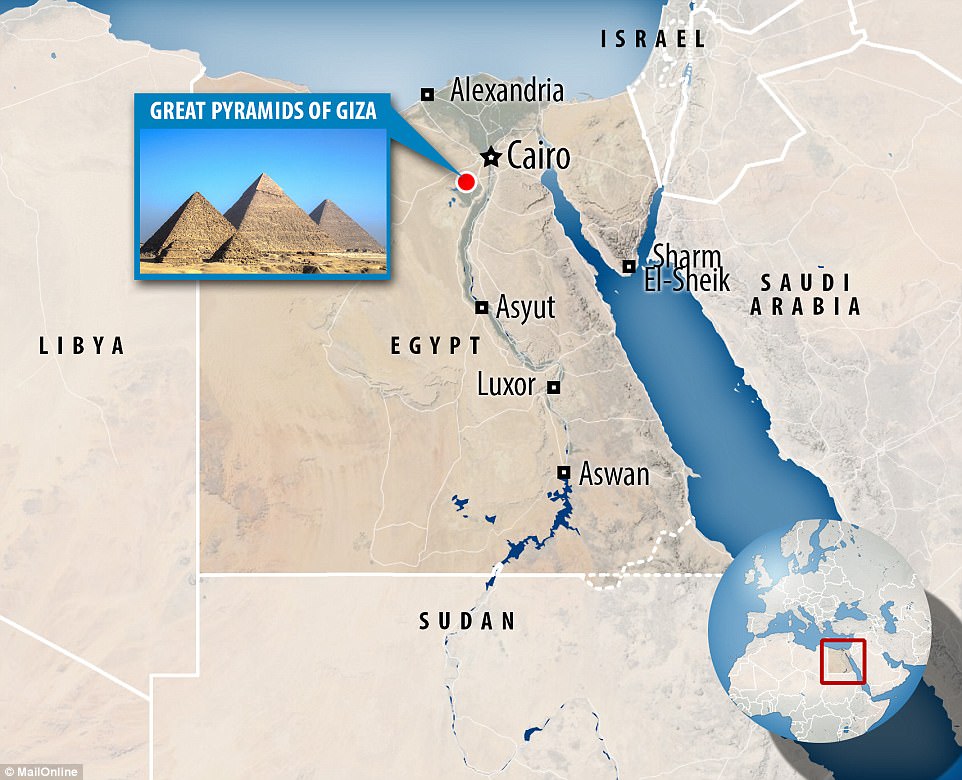 ISRAEL
Alexandria
GREAT PYRAMIDS OF GIZA
Cairo
Sharm
El-Sheik
SAUDI
ARABIA
Asyut
LIBYA
EGYPT
Luxor
Aswan
SUDAN
© MailOnline